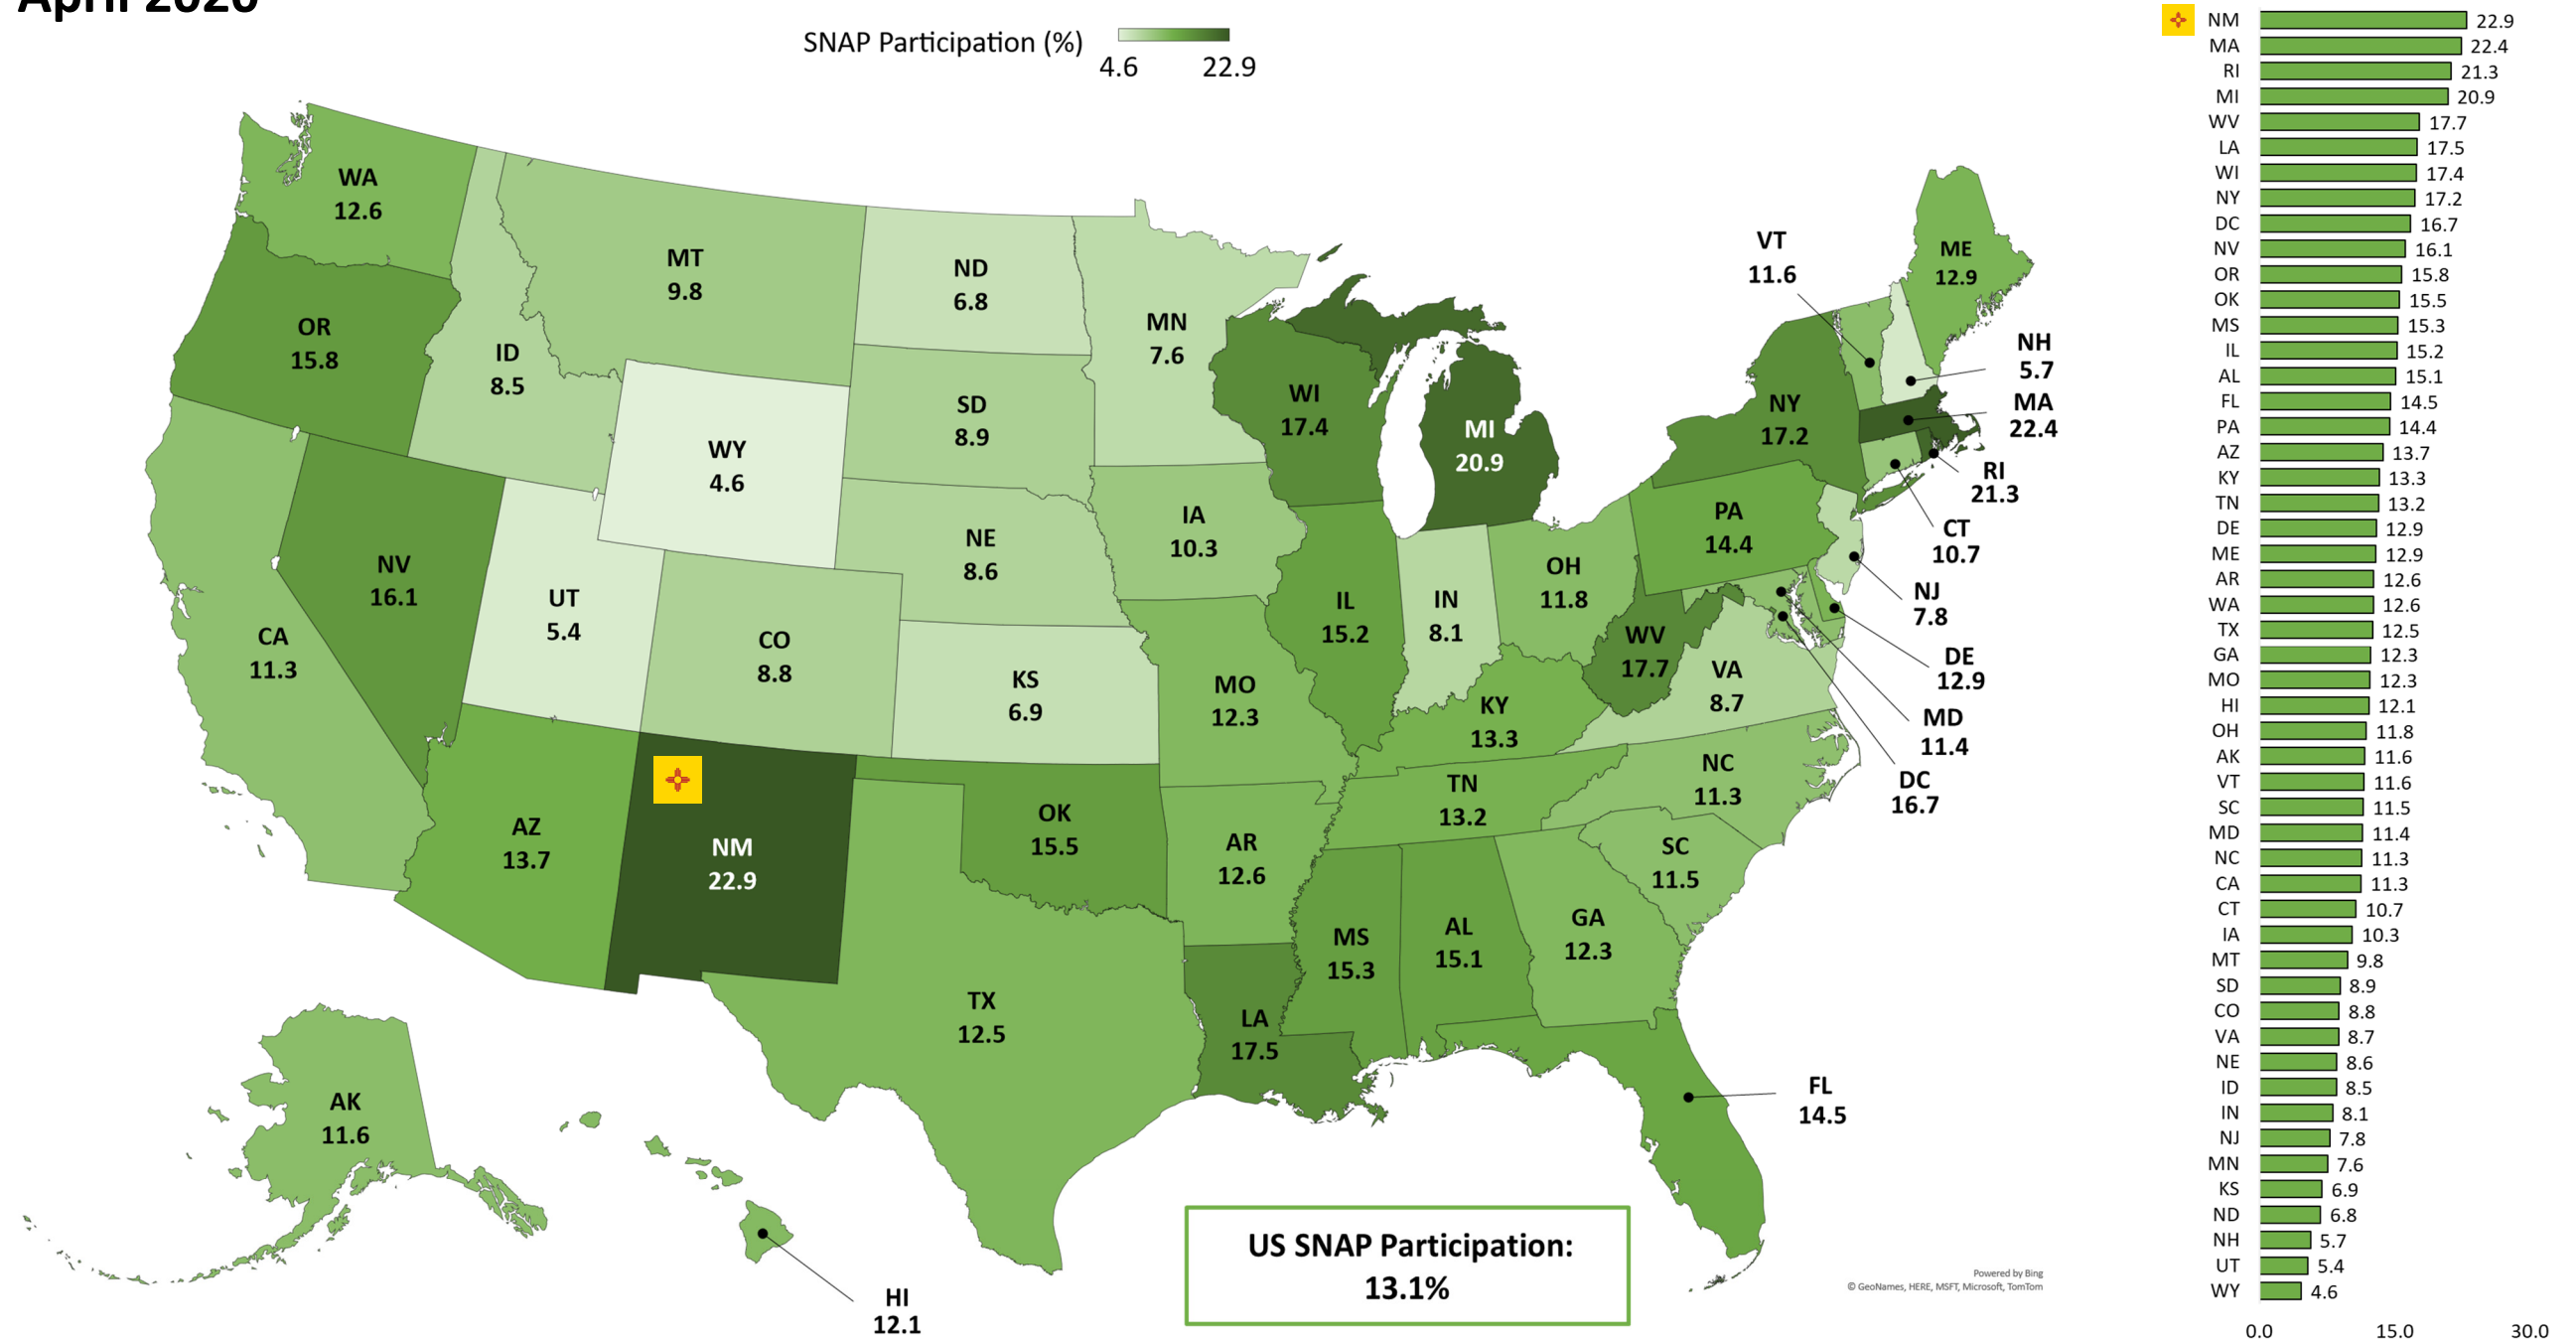 April
SNAP Participation (%)
4.6 22.9
WA
12.6
OR
15.8
ID
8.5
MT
9.8
ND
6.8
MN
7.6
SD
8.9
WY
4.6
WI
17.4
MI
20.9
NY
17.2
VT
11.6
ME
12.9
NH
5.7
MA
22.4
RI
21.3
CT
10.7
NJ
7.8
DE
12.9
MD
11.4
DC
16.7
PA
14.4
NE
8.6
IA
10.3
IL
15.2
IN
8.1
OH
11.8
WV
17.7
VA
8.7
NV
16.1
UT
5.4
CA
11.3
CO
8.8
KS
6.9
MO
12.3
KY
13.3
NC
11.3
TN
13.2
SC
11.5
AZ
13.7
NM
22.9
OK
15.5
AR
12.6
MS
15.3
AL
15.1
GA
12.3
TX
12.5
LA
17.5
FL
14.5
AK
11.6
HI
12.1
US SNAP Participation:
13.1%
Powered by Bing
© GeoNames, HERE, MSFT, Microsoft, TomTom
NM 22.9
MA 22.4
RI 21.3
MI 20.9
WV 17.7
LA 17.5
WI 17.4
NY 17.2
DC 16.7
NV 16.1
OR 15.8
OK 15.5
MS 15.3
IL 15.2
AL 15.1
FL 14.5
PA 14.4
AZ 13.7
KY 13.3
TN 13.2
DE 12.9
ME 12.9
AR 12.6
WA 12.6
TX 12.5
GA 12.3
MO 12.3
HI 12.1
OH 11.8
AK 11.6
VT 11.6
SC 11.5
MD 11.4
NC 11.3
CA 11.3
CT 10.7
IA 10.3
MT 9.8
SD 8.9
CO 8.8
VA 8.7
NE 8.6
ID 8.5
IN 8.1
NJ 7.8
MN 7.6
KS 6.9
ND 6.8
NH 5.7
UT 5.4
WY 4.6
0.0 15.0 30.0